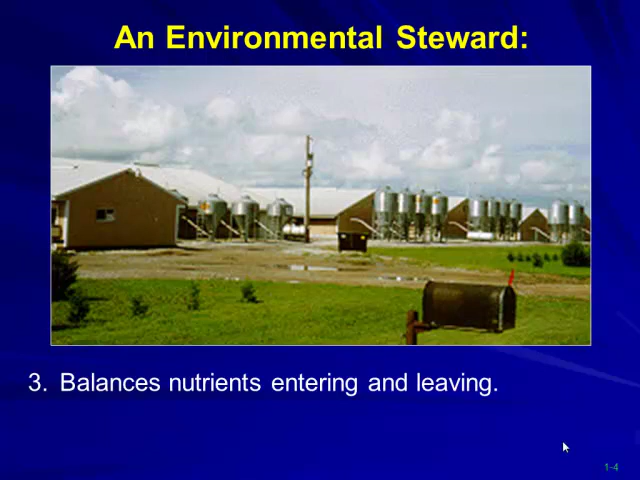 An Environmental Steward:
3. Balances nutrients entering and leaving.
1-4